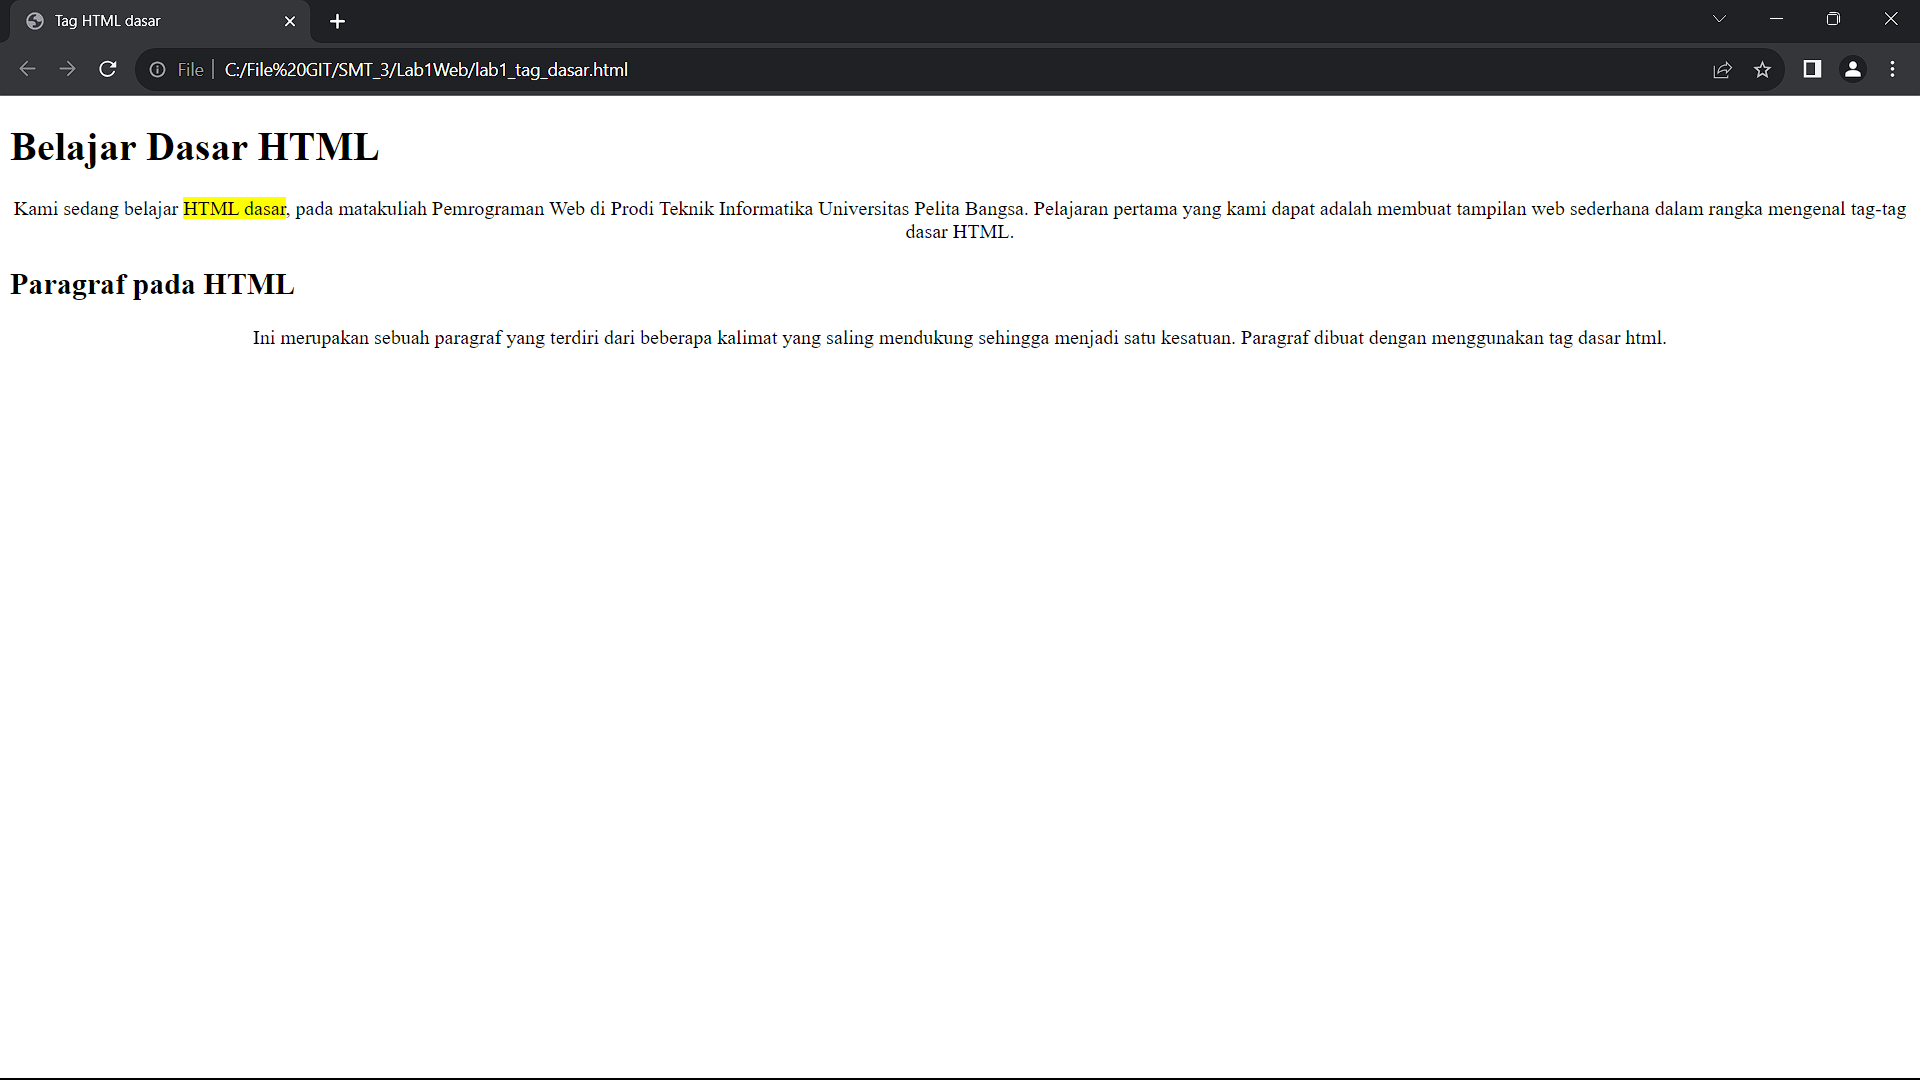 Tag HTML dasar
File
C:/File%20GIT/SMT_3/Lab1Web/lab1_tag_dasar.html
Belajar Dasar HTML
Kami sedang belajar HTML dasar, pada matakuliah Pemrograman Web di Prodi Teknik Informatika Universitas Pelita Bangsa. Pelajaran pertama yang kami dapat adalah membuat tampilan web sederhana dalam rangka mengenal tag-tag
dasar HTML.
Paragraf pada HTML
Ini merupakan sebuah paragraf yang terdiri dari beberapa kalimat yang saling mendukung sehingga menjadi satu kesatuan. Paragraf dibuat dengan menggunakan tag dasar html.